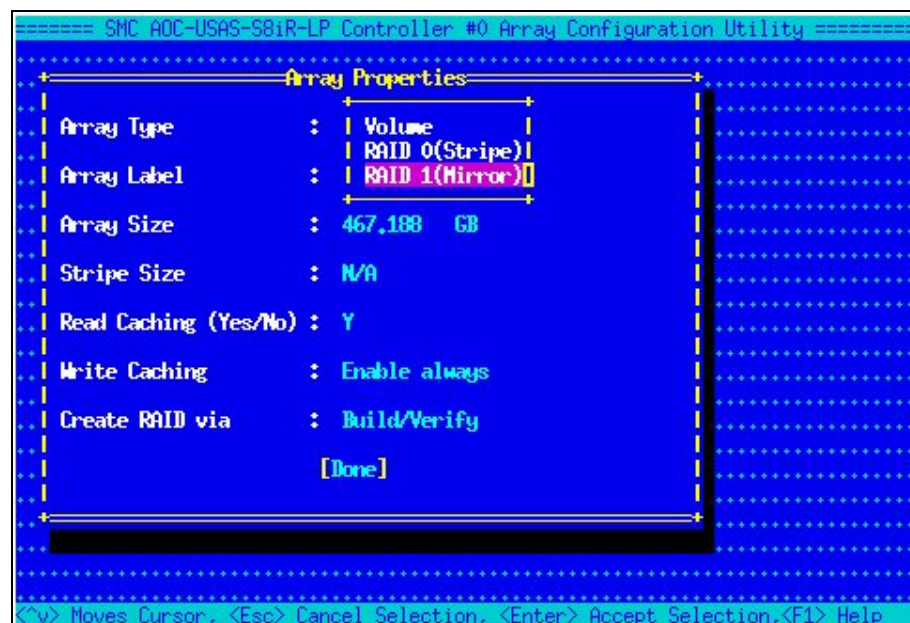 ======= SMC AOC-USAS-S8iR-LP Controller #0 Array Configuration Utility ========
Array Properties
Array Type : Volume
RAID 0(Stripe)
Array Label : RAID 1(Mirror)
Array Size : 467.188 GB
Stripe Size : N/A
Read Caching (Yes/No) : Y
Write Caching : Enable always
Create RAID via : Build/Verify
[Done]
<^v> Moves Cursor, <Esc> Cancel Selection, <Enter> Accept Selection,<F1> Help